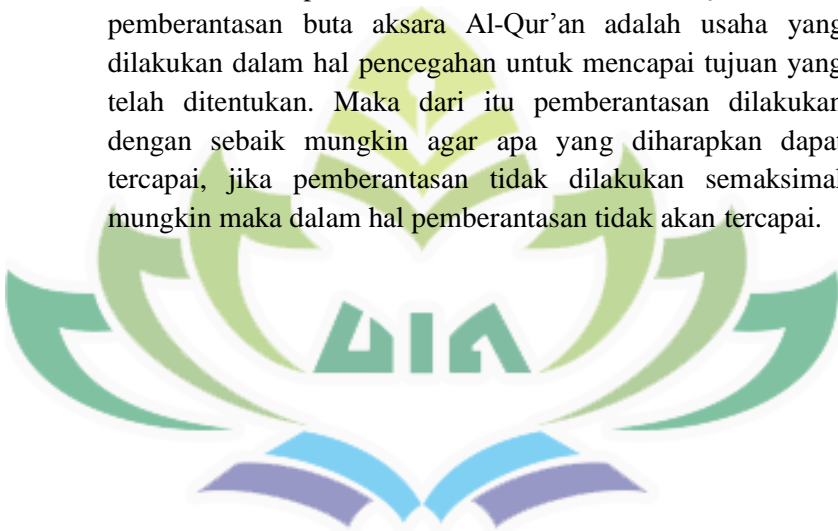 pemberantasan buta aksara Al-Qur’an adalah usaha yang
dilakukan dalam hal pencegahan untuk mencapai tujuan yang
telah ditentukan. Maka dari itu pemberantasan dilakukan
dengan sebaik mungkin agar apa yang diharapkan dapat
tercapai, jika pemberantasan tidak dilakukan semaksimal
mungkin maka dalam hal pemberantasan tidak akan tercapai.
UIN